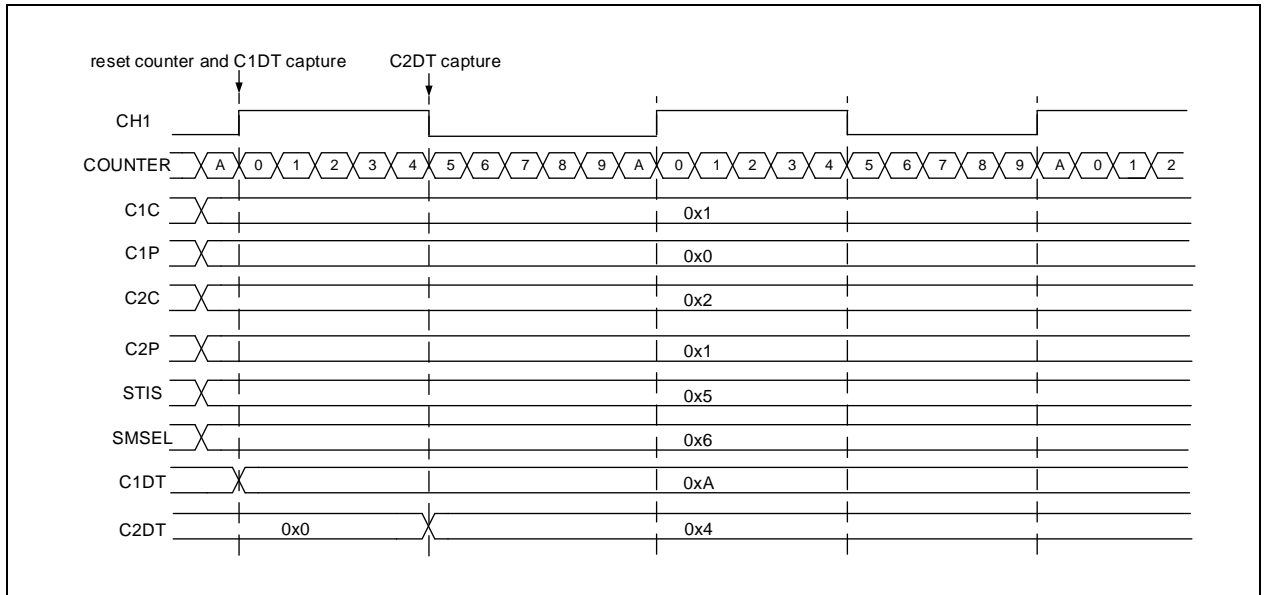 reset counter and C1DT capture C2DT capture
CH1
COUNTER A 0 1 2 3 4 5 6 7 8 9 A 0 1 2 3 4 5 6 7 8 9 A 0 1 2
C1C 0x1
C1P 0x0
C2C 0x2
C2P 0x1
STIS 0x5
SMSEL 0x6
C1DT 0xA
C2DT 0x0 0x4